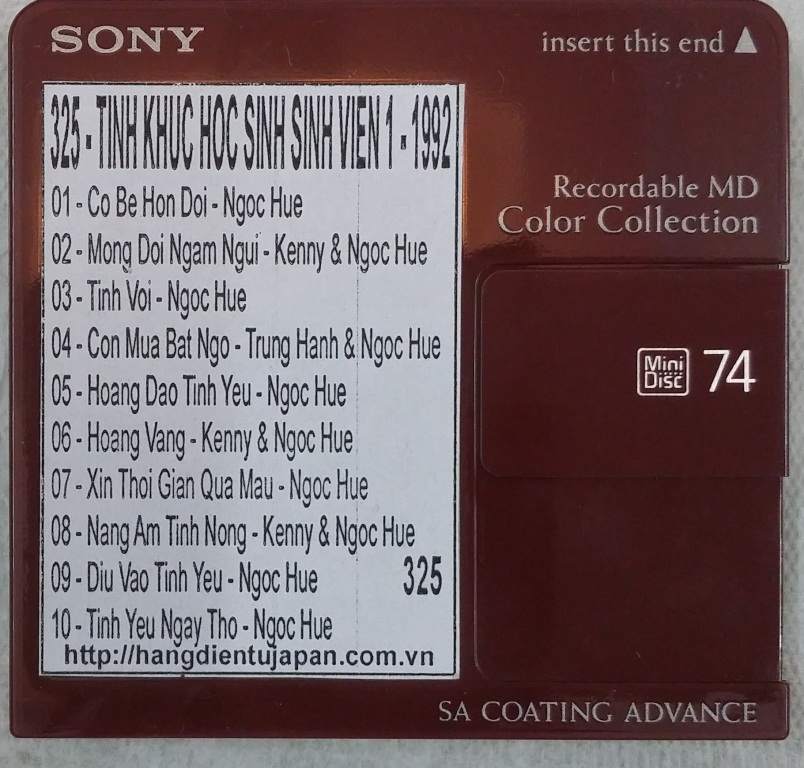 SONY
insert this end
325 - TINH KHUC HOC SINH SINH VIEN 1 - 1992
01 - Co Be Hon Doi - Ngoc Hue
02 - Mong Doi Ngam Ngui - Kenny & Ngoc Hue
03 - Tinh Voi - Ngoc Hue
04 - Con Mua Bat Ngo - Trung Hanh & Ngoc Hue
05 - Hoang Dao Tinh Yeu - Ngoc Hue
06 - Hoang Vang - Kenny & Ngoc Hue
07 - Xin Thoi Gian Qua Mau - Ngoc Hue
08 - Nang Am Tinh Nong - Kenny & Ngoc Hue
09 - Diu Vao Tinh Yeu - Ngoc Hue
325
10 - Tinh Yeu Ngay Tho - Ngoc Hue
http://hangdientujapan.com.vn
Recordable MD
Color Collection
Mini
Disc
74
SA COATING ADVANCE